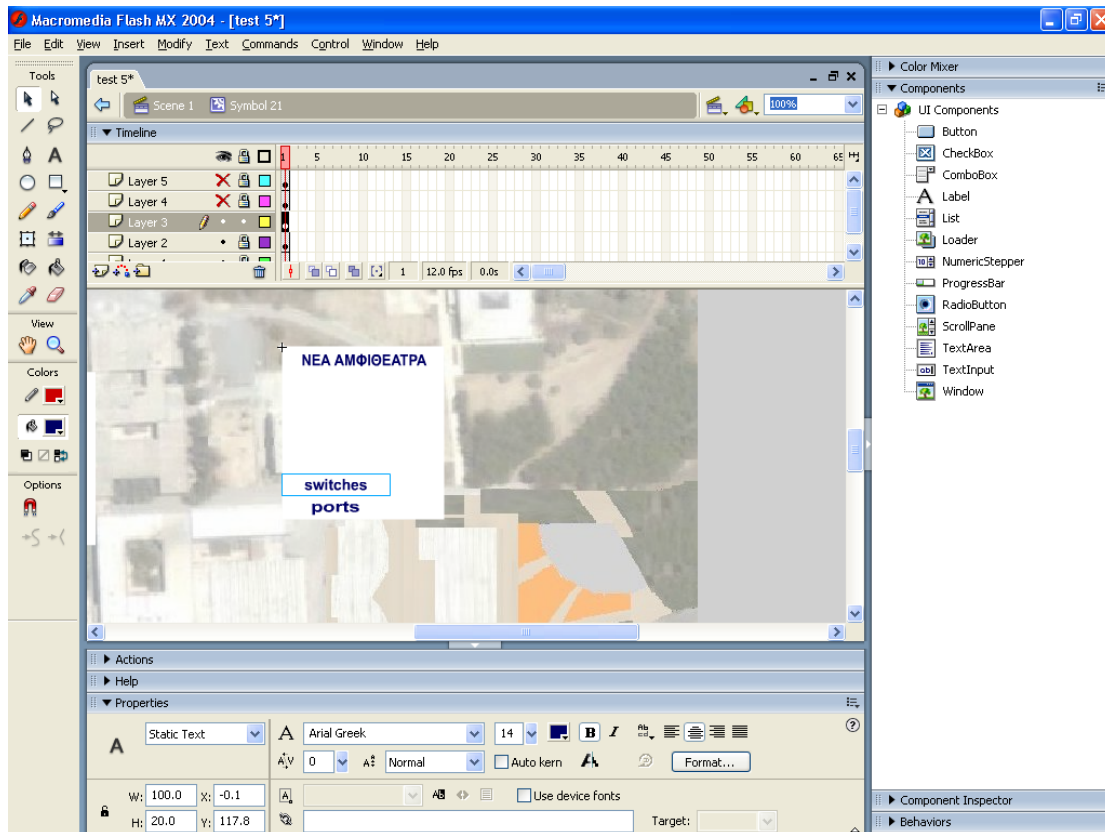 Macromedia Flash MX 2004 - [test 5*]
File Edit View Insert Modify Text Commands Control Window Help
Tools
View
Colors
Options
test 5*
Scene 1 Symbol 21 100%
Timeline
1 5 10 15 20 25 30 35 40 45 50 55 60 65
Layer 5
Layer 4
Layer 3
Layer 2
1 12.0 fps 0.0s
ΝΕΑ ΑΜΦΙΘΕΑΤΡΑ
switches
ports
Actions
Help
Properties
Static Text A Arial Greek 14 B I
A
A V 0 Normal Auto kern Format...
W: 100.0 X: -0.1 Use device fonts
H: 20.0 Y: 117.8 Target:
Color Mixer
Components
UI Components
Button
CheckBox
ComboBox
Label
List
Loader
NumericStepper
ProgressBar
RadioButton
ScrollPane
TextArea
TextInput
Window
Component Inspector
Behaviors